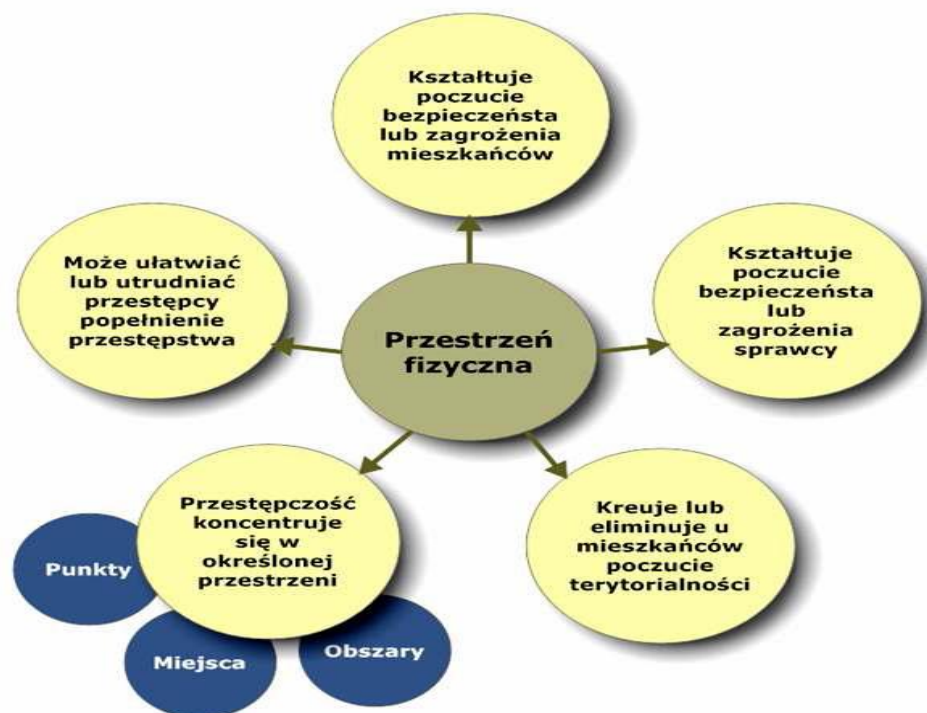 Kształtuje
poczucie
bezpieczeństa
lub zagrożenia
mieszkańców
Może ułatwiać
lub utrudniać
przestępcy
popełnienie
przestępstwa
Przestrzeń
fizyczna
Kształtuje
poczucie
bezpieczeństa
lub
zagrożenia
sprawcy
Przestępczość
koncentruje
się w
określonej
przestrzeni
Kreuje lub
eliminuje u
mieszkańców
poczucie
terytorialności
Punkty
Miejsca
Obszary